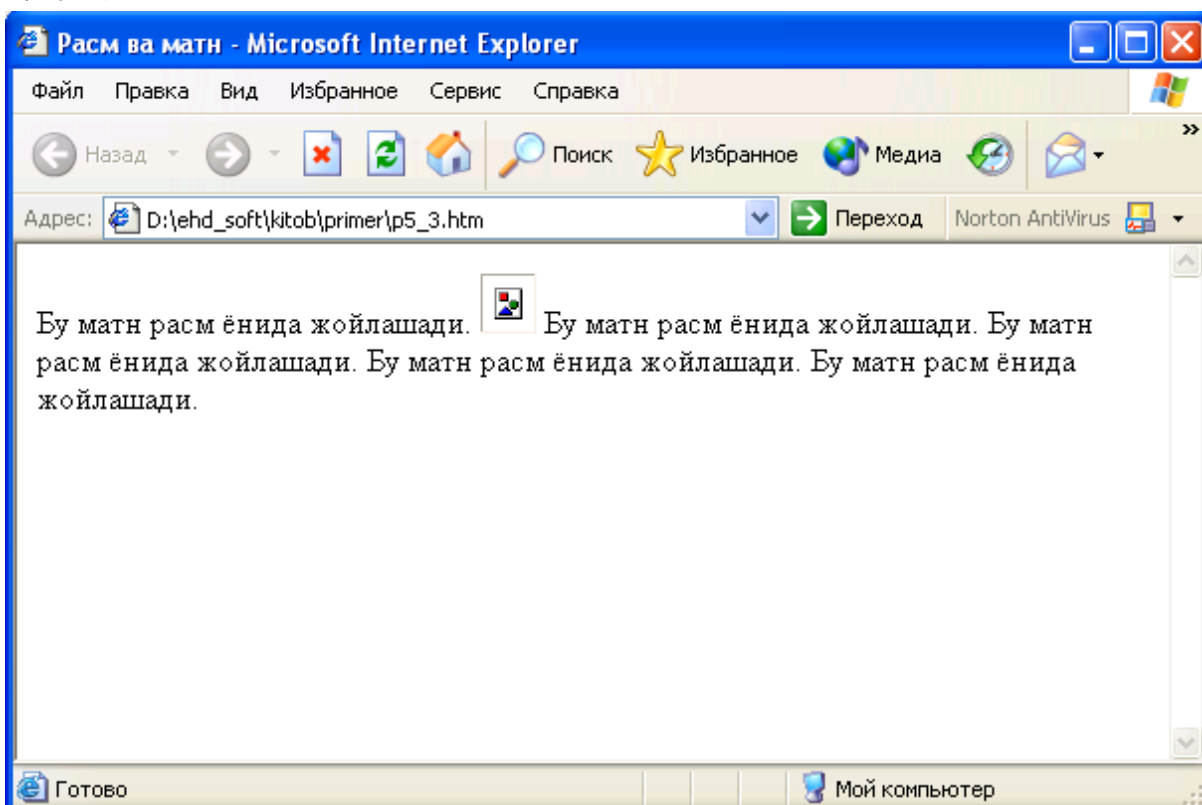 Расм ва матн - Microsoft Internet Explorer
Файл Правка Вид Избранное Сервис Справка
Назад Поиск Избранное Медиа »
Адрес: D:\ehd_soft\kitob\primer\p5_3.htm Переход Norton AntiVirus
Бу матн расм ёнида жойлашади. Бу матн расм ёнида жойлашади. Бу матн
расм ёнида жойлашади. Бу матн расм ёнида жойлашади. Бу матн расм ёнида
жойлашади.
Готово Мой компьютер